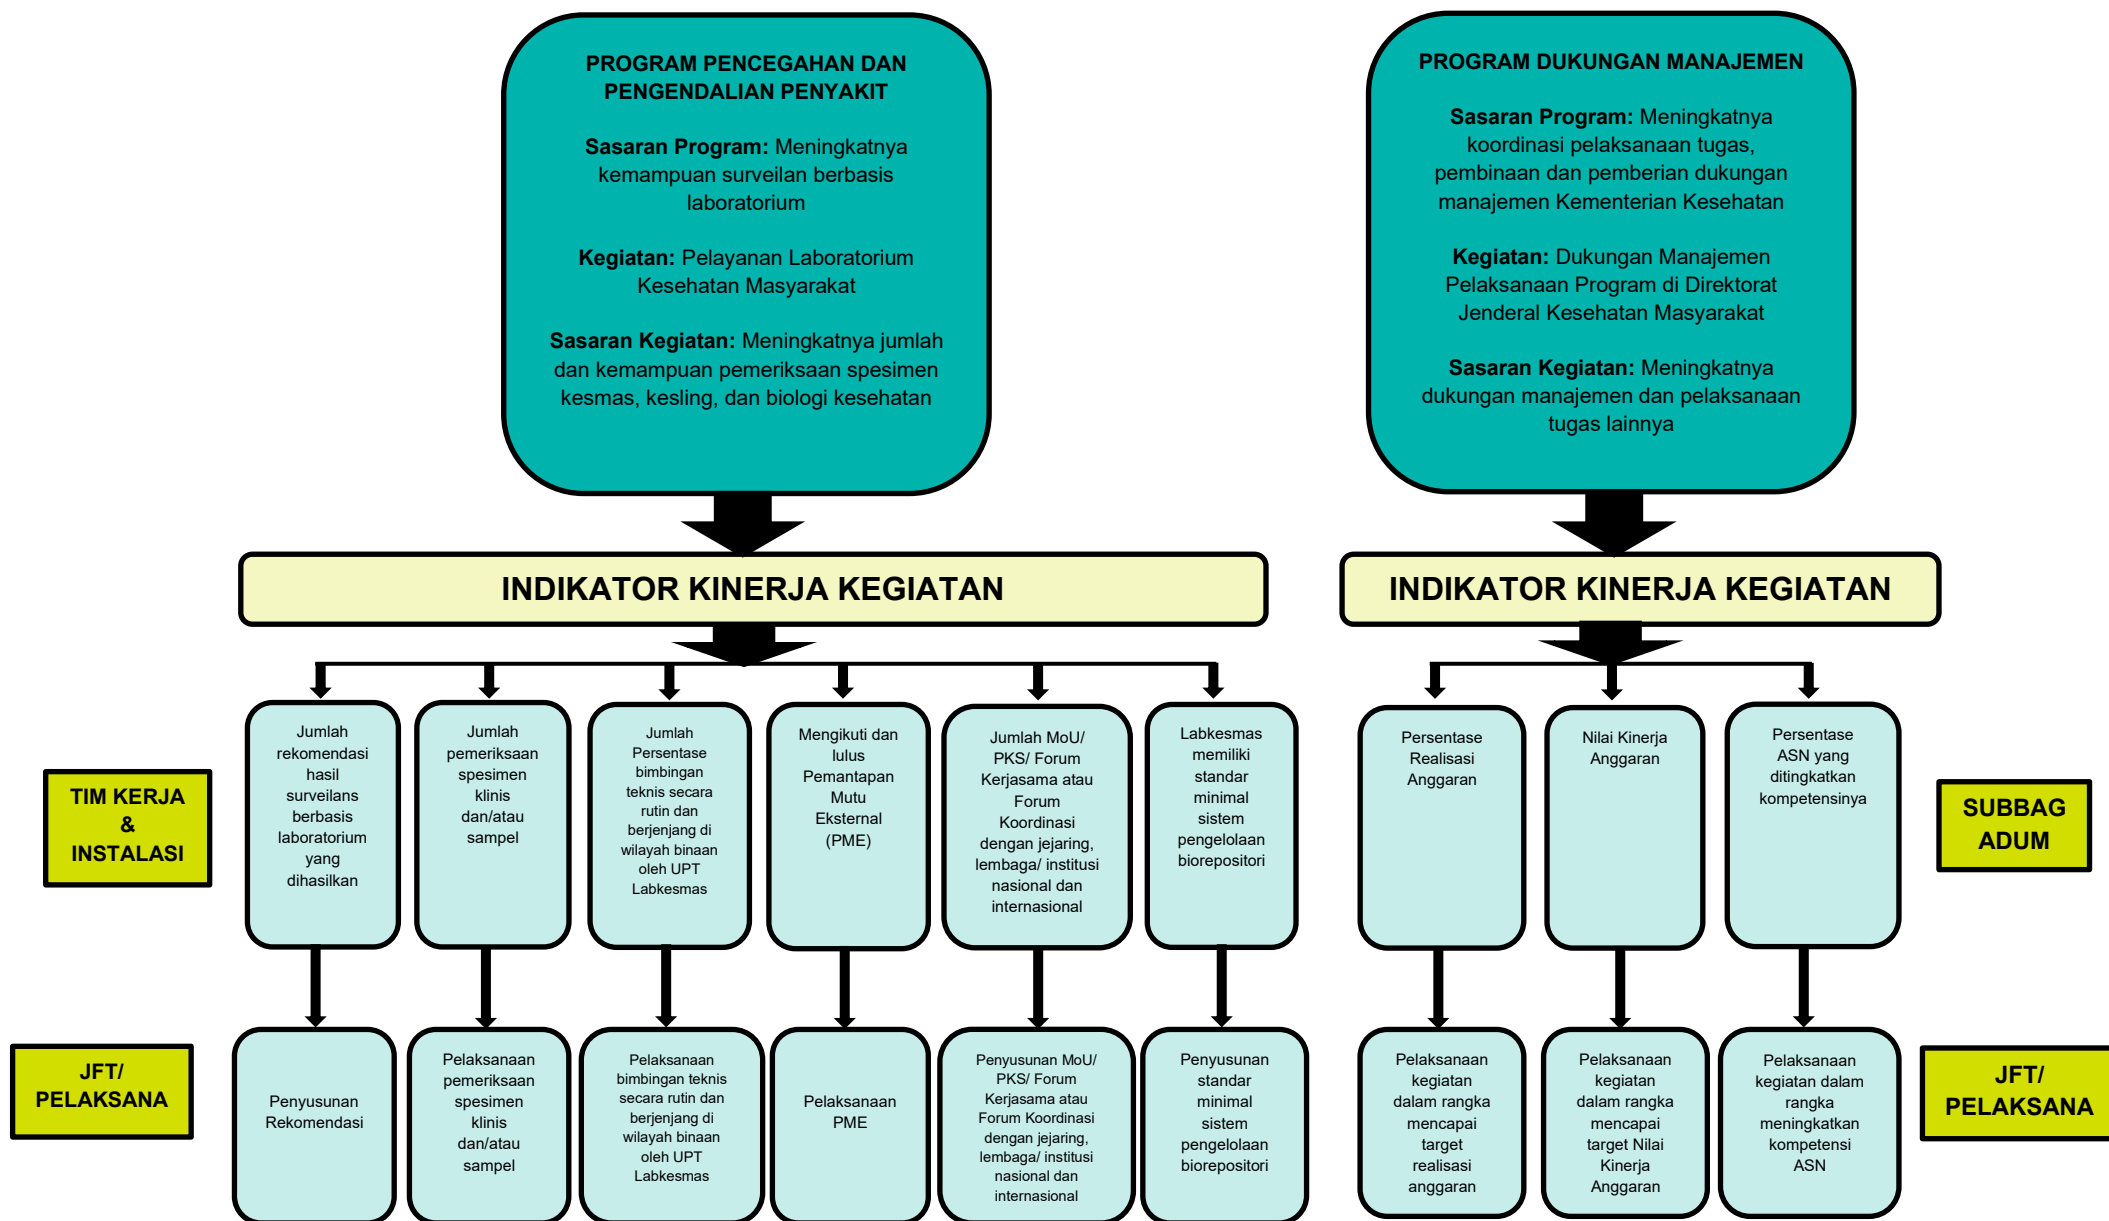 PROGRAM PENCEGAHAN DAN
PENGENDALIAN PENYAKIT
Sasaran Program: Meningkatnya
kemampuan surveilan berbasis
laboratorium
Kegiatan: Pelayanan Laboratorium
Kesehatan Masyarakat
Sasaran Kegiatan: Meningkatnya jumlah
dan kemampuan pemeriksaan spesimen
kesmas, kesling, dan biologi kesehatan
PROGRAM DUKUNGAN MANAJEMEN
Sasaran Program: Meningkatnya
koordinasi pelaksanaan tugas,
pembinaan dan pemberian dukungan
manajemen Kementerian Kesehatan
Kegiatan: Dukungan Manajemen
Pelaksanaan Program di Direktorat
Jenderal Kesehatan Masyarakat
Sasaran Kegiatan: Meningkatnya
dukungan manajemen dan pelaksanaan
tugas lainnya
INDIKATOR KINERJA KEGIATAN
INDIKATOR KINERJA KEGIATAN
TIM KERJA
&
INSTALASI
Jumlah
rekomendasi
hasil
surveilans
berbasis
laboratorium
yang
dihasilkan
Jumlah
pemeriksaan
spesimen
klinis
dan/atau
sampel
Jumlah
Persentase
bimbingan
teknis secara
rutin dan
berjenjang di
wilayah binaan
oleh UPT
Labkesmas
Mengikuti dan
lulus
Pemantapan
Mutu
Eksternal
(PME)
Jumlah MoU/
PKS/ Forum
Kerjasama atau
Forum
Koordinasi
dengan jejaring,
lembaga/ institusi
nasional dan
internasional
Labkesmas
memiliki
standar
minimal
sistem
pengelolaan
biorepositori
Persentase
Realisasi
Anggaran
Nilai Kinerja
Anggaran
Persentase
ASN yang
ditingkatkan
kompetensinya
SUBBAG
ADUM
JFT/
PELAKSANA
Penyusunan
Rekomendasi
Pelaksanaan
pemeriksaan
spesimen
klinis
dan/atau
sampel
Pelaksanaan
bimbingan teknis
secara rutin dan
berjenjang di
wilayah binaan
oleh UPT
Labkesmas
Pelaksanaan
PME
Penyusunan MoU/
PKS/ Forum
Kerjasama atau
Forum Koordinasi
dengan jejaring,
lembaga/ institusi
nasional dan
internasional
Penyusunan
standar
minimal
sistem
pengelolaan
biorepositori
Pelaksanaan
kegiatan
dalam rangka
mencapai
target
realisasi
anggaran
Pelaksanaan
kegiatan
dalam rangka
mencapai
target Nilai
Kinerja
Anggaran
Pelaksanaan
kegiatan dalam
rangka
meningkatkan
kompetensi
ASN
JFT/
PELAKSANA